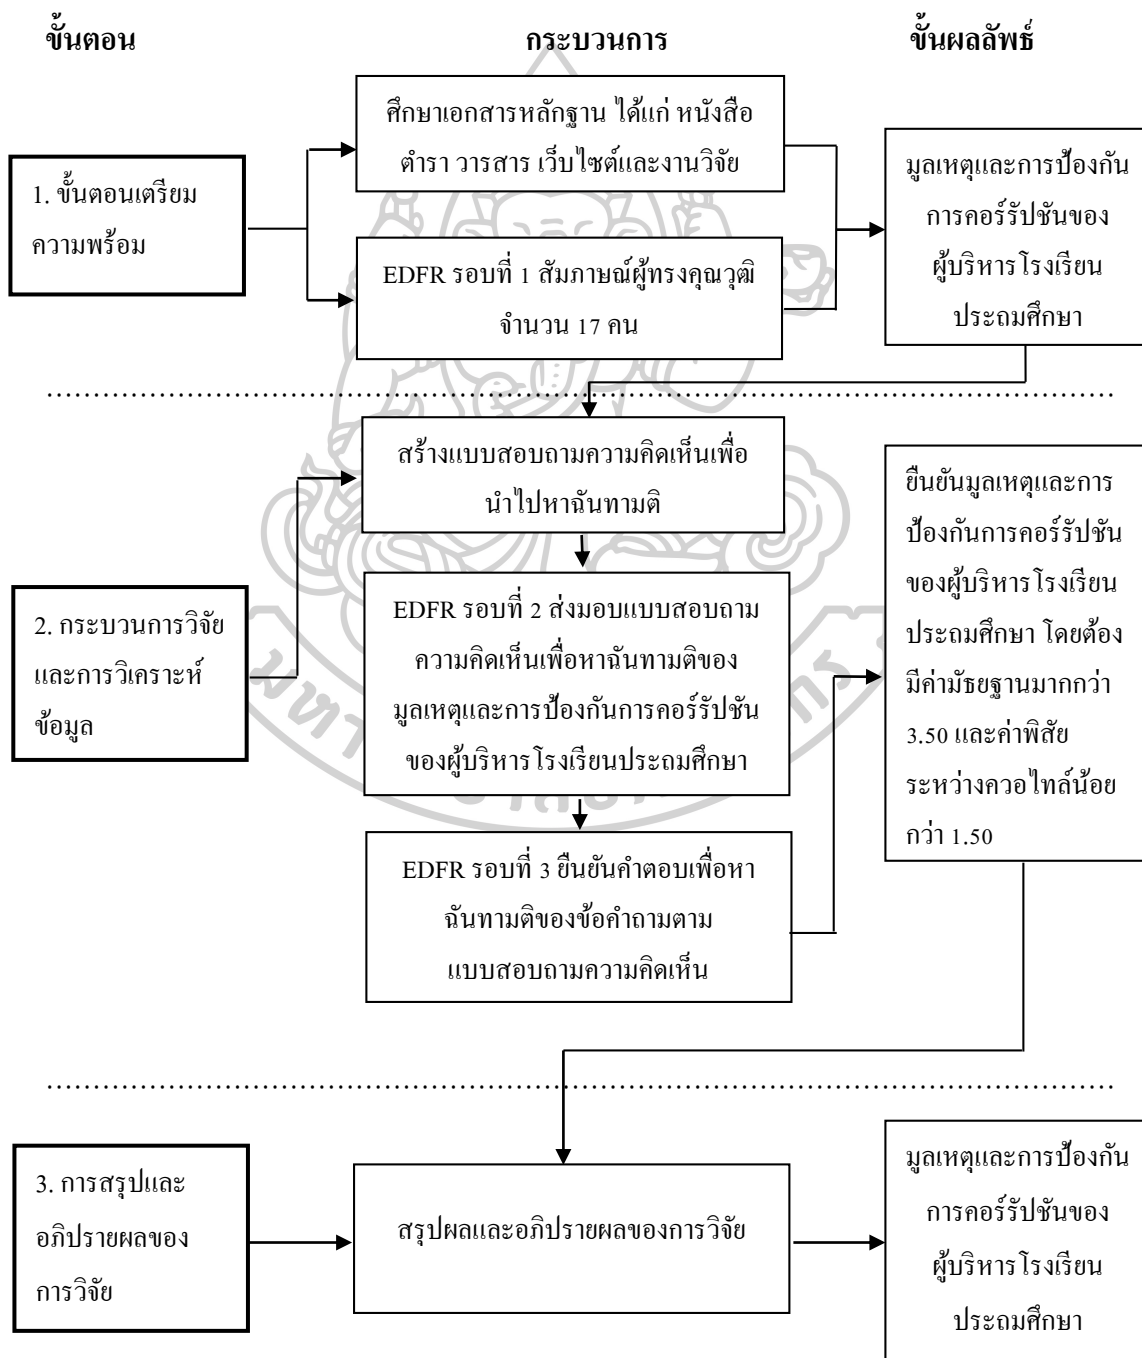 ขั้นตอน
กระบวนการ
ขั้นผลลัพธ์
1. ขั้นตอนเตรียม
ความพร้อม
ศึกษาเอกสารหลักฐาน ได้แก่ หนังสือ
ตำรา วารสาร เว็บไซต์และงานวิจัย
EDFR รอบที่ 1 สัมภาษณ์ผู้ทรงคุณวุฒิ
จำนวน 17 คน
มูลเหตุและการป้องกัน
การคอร์รัปชันของ
ผู้บริหารโรงเรียน
ประถมศึกษา
2. กระบวนการวิจัย
และการวิเคราะห์
ข้อมูล
สร้างแบบสอบถามความคิดเห็นเพื่อ
นำไปหาฉันทามติ
EDFR รอบที่ 2 ส่งมอบแบบสอบถาม
ความคิดเห็นเพื่อหาฉันทามติของ
มูลเหตุและการป้องกันการคอร์รัปชัน
ของผู้บริหารโรงเรียนประถมศึกษา
EDFR รอบที่ 3 ยืนยันคำตอบเพื่อหา
ฉันทามติของข้อคำถามตาม
แบบสอบถามความคิดเห็น
ยืนยันมูลเหตุและการ
ป้องกันการคอร์รัปชัน
ของผู้บริหารโรงเรียน
ประถมศึกษา โดยต้อง
มีค่ามัธยฐานมากกว่า
3.50 และค่าพิสัย
ระหว่างควอไทล์น้อย
กว่า 1.50
3. การสรุปและ
อภิปรายผลของ
การวิจัย
สรุปผลและอภิปรายผลของการวิจัย
มูลเหตุและการป้องกัน
การคอร์รัปชันของ
ผู้บริหารโรงเรียน
ประถมศึกษา